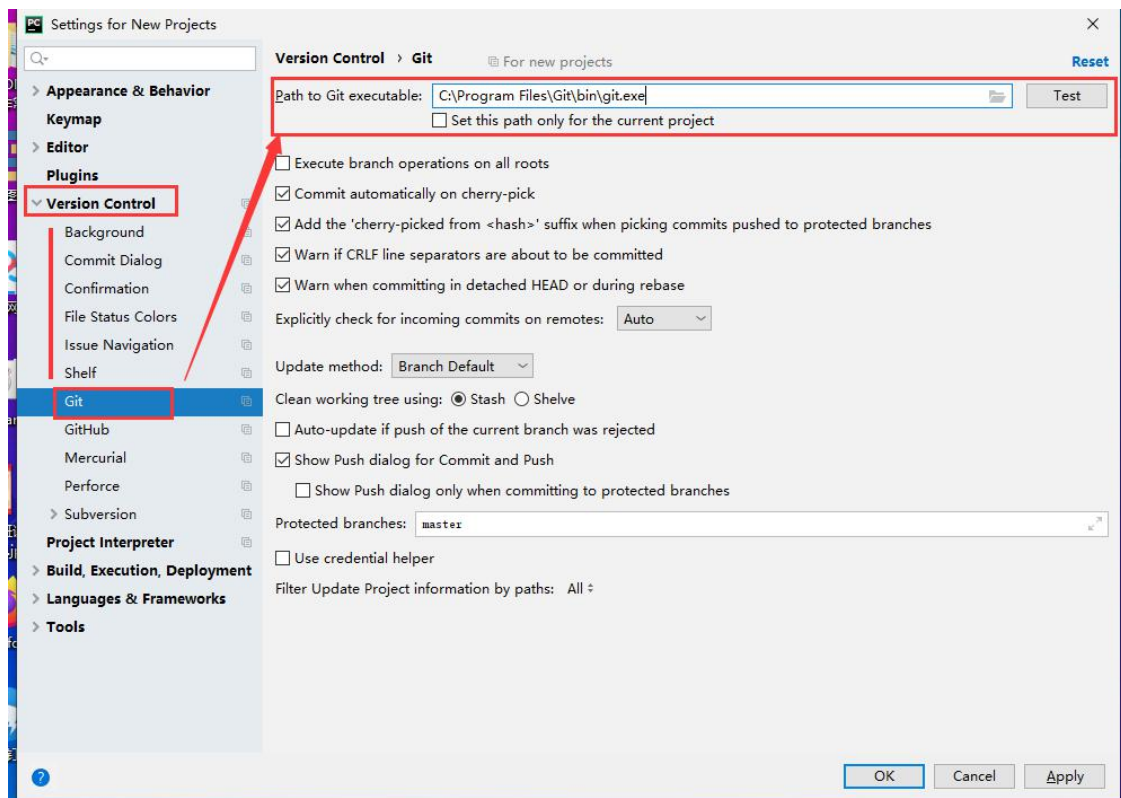 PC Settings for New Projects
Appearance & Behavior
Keymap
Editor
Plugins
Version Control
Background
Commit Dialog
Confirmation
File Status Colors
Issue Navigation
Shelf
Git
GitHub
Mercurial
Perforce
Subversion
Project Interpreter
Build, Execution, Deployment
Languages & Frameworks
Tools
Version Control › Git For new projects Reset
Path to Git executable: C:\Program Files\Git\bin\git.exe Test
Set this path only for the current project
Execute branch operations on all roots
Commit automatically on cherry-pick
Add the 'cherry-picked from <hash>' suffix when picking commits pushed to protected branches
Warn if CRLF line separators are about to be committed
Warn when committing in detached HEAD or during rebase
Explicitly check for incoming commits on remotes: Auto
Update method: Branch Default
Clean working tree using: Stash Shelve
Auto-update if push of the current branch was rejected
Show Push dialog for Commit and Push
Show Push dialog only when committing to protected branches
Protected branches: master
Use credential helper
Filter Update Project information by paths: All
? OK Cancel Apply